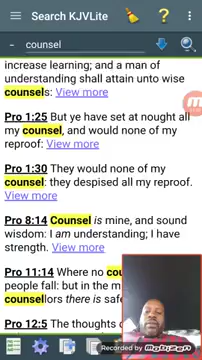 Search KJVLite
counsel
increase learning; and a man of
understanding shall attain unto wise
counsels: View more
Pro 1:25 But ye have set at nought all
my counsel, and would none of my
reproof: View more
Pro 1:30 They would none of my
counsel: they despised all my reproof.
View more
Pro 8:14 Counsel is mine, and sound
wisdom: I am understanding; I have
strength. View more
Pro 11:14 Where no
people fall: but in the m
counsellors there is safe
Pro 12:5 The thoughts
Recorded by
Mobizen